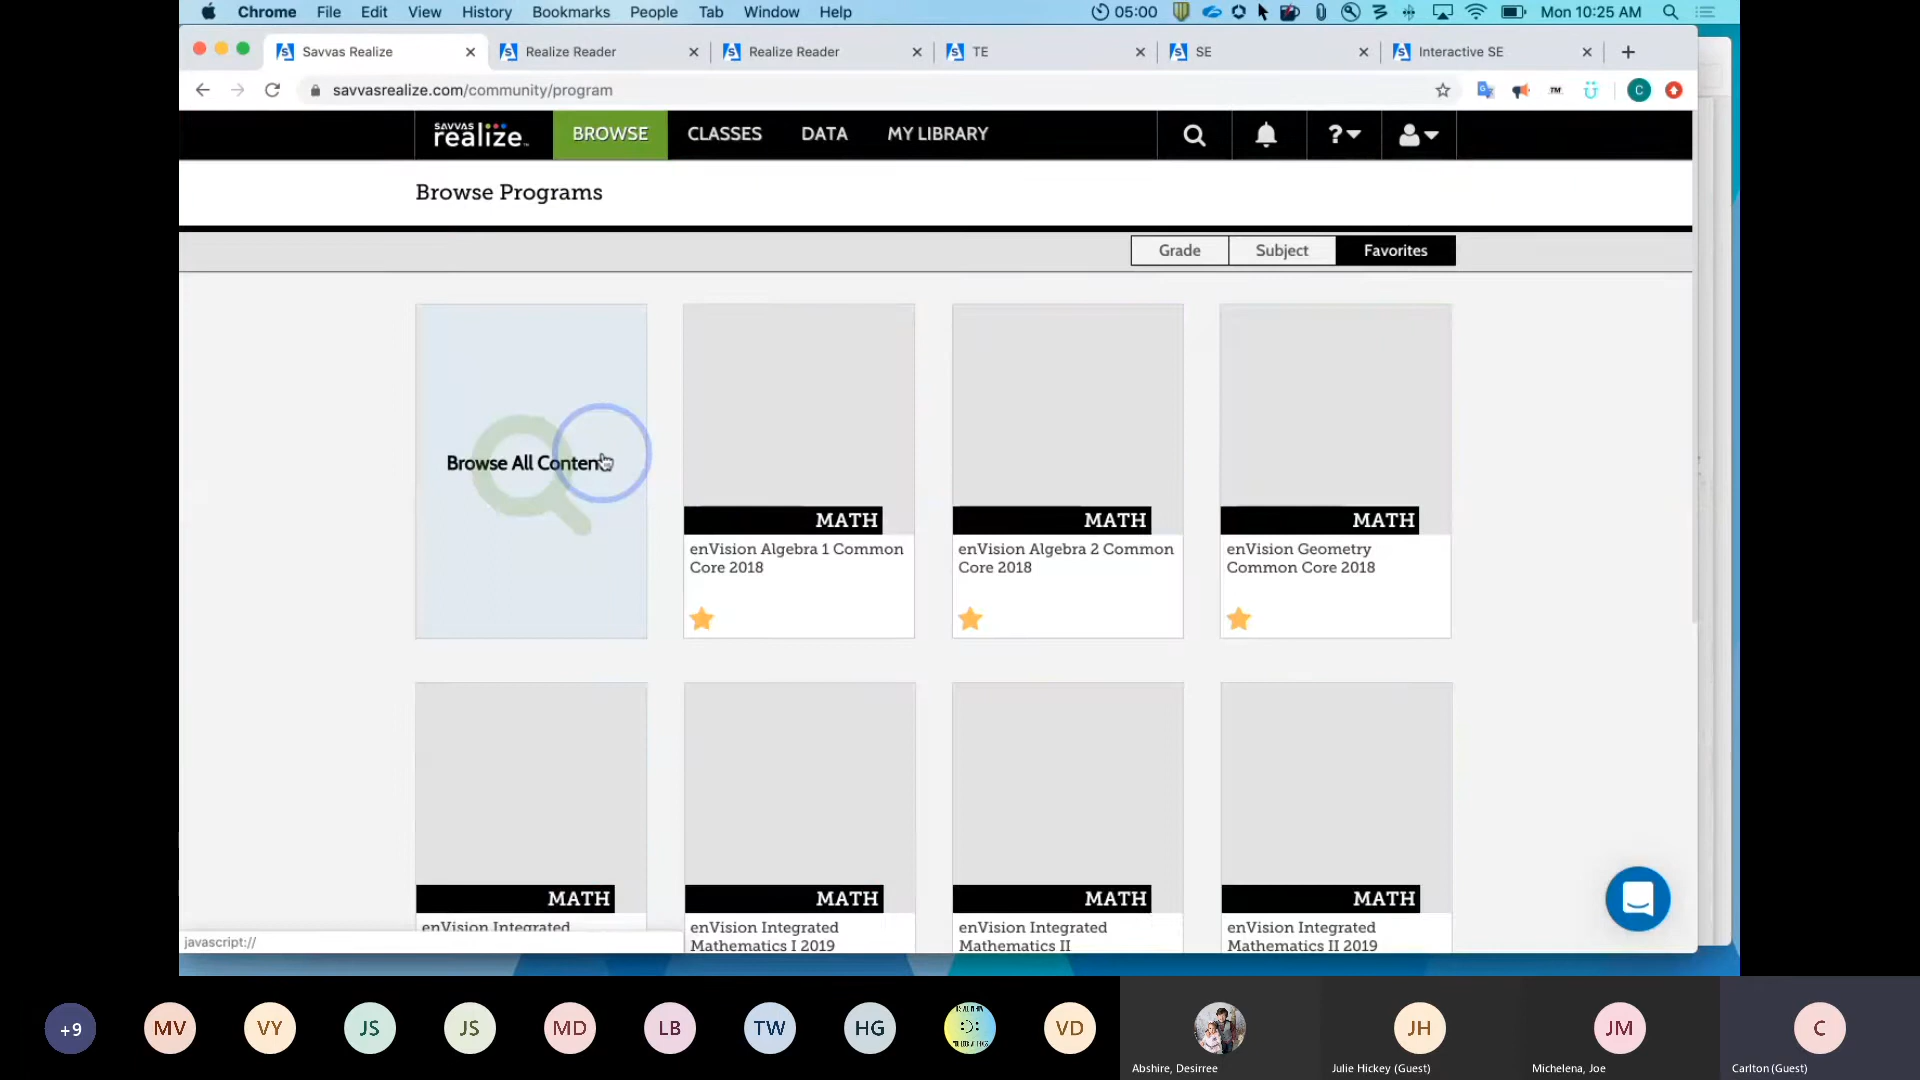 Chrome File Edit View History Bookmarks People Tab Window Help 05:00 Mon 10:25 AM
Savvas Realize Realize Reader Realize Reader TE SE Interactive SE
savvasrealize.com/community/program TM C
SAVVAS
realize BROWSE CLASSES DATA MY LIBRARY ?
Browse Programs
Grade Subject Favorites
Browse All Content
MATH MATH MATH
enVision Algebra 1 Common
Core 2018
enVision Algebra 2 Common
Core 2018
enVision Geometry
Common Core 2018
MATH MATH MATH MATH
enVision Integrated
enVision Integrated
Mathematics I 2019
enVision Integrated
Mathematics II
enVision Integrated
Mathematics II 2019
javascript://
+9 MV VY JS JS MD LB TW HG VD JH JM C
Abshire, Desirree Julie Hickey (Guest) Michelena, Joe Carlton (Guest)